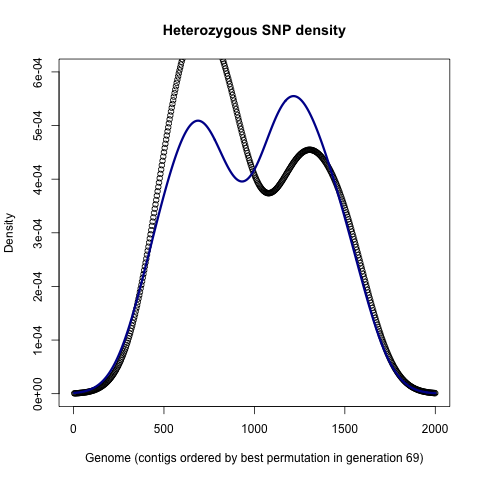 Heterozygous SNP density
6e-04
5e-04
4e-04
3e-04
2e-04
1e-04
0e+00
Density
0 500 1000 1500 2000
Genome (contigs ordered by best permutation in generation 69)